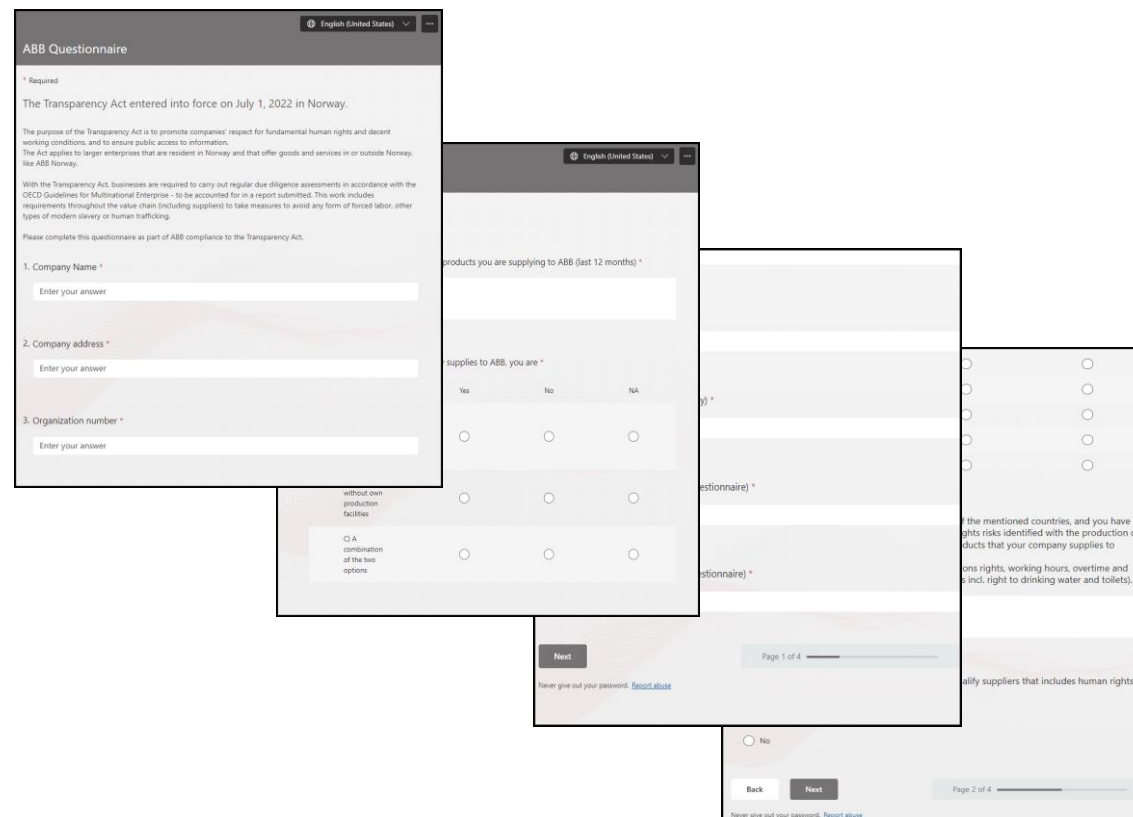 English (United States)
ABB Questionnaire
* Required
The Transparency Act entered into force on July 1, 2022 in Norway.
The purpose of the Transparency Act is to promote companies' respect for fundamental human rights and decent
working conditions, and to ensure public access to information.
The Act applies to larger enterprises that are resident in Norway and that offer goods and services in or outside Norway,
like ABB Norway.
With the Transparency Act, businesses are required to carry out regular due diligence assessments in accordance with the
OECD Guidelines for Multinational Enterprise - to be accounted for in a report submitted. This work includes
requirements throughout the value chain (including suppliers) to take measures to avoid any form of forced labor, other
types of modern slavery or human trafficking.
Please complete this questionnaire as part of ABB compliance to the Transparency Act.
1. Company Name *
Enter your answer
2. Company address *
Enter your answer
3. Organization number *
Enter your answer
English (United States)
products you are supplying to ABB (last 12 months) *
supplies to ABB, you are *
Yes No NA
without own
production
facilities
C) A
combination
of the two
options
y) *
estionnaire) *
estionnaire) *
Next
Page 1 of 4
Never give out your password. Report abuse
f the mentioned countries, and you have
ghts risks identified with the production
ducts that your company supplies to
ons rights, working hours, overtime and
s incl. right to drinking water and toilets).
alify suppliers that includes human rights
No
Back Next
Page 2 of 4
Never give out your password. Report abuse